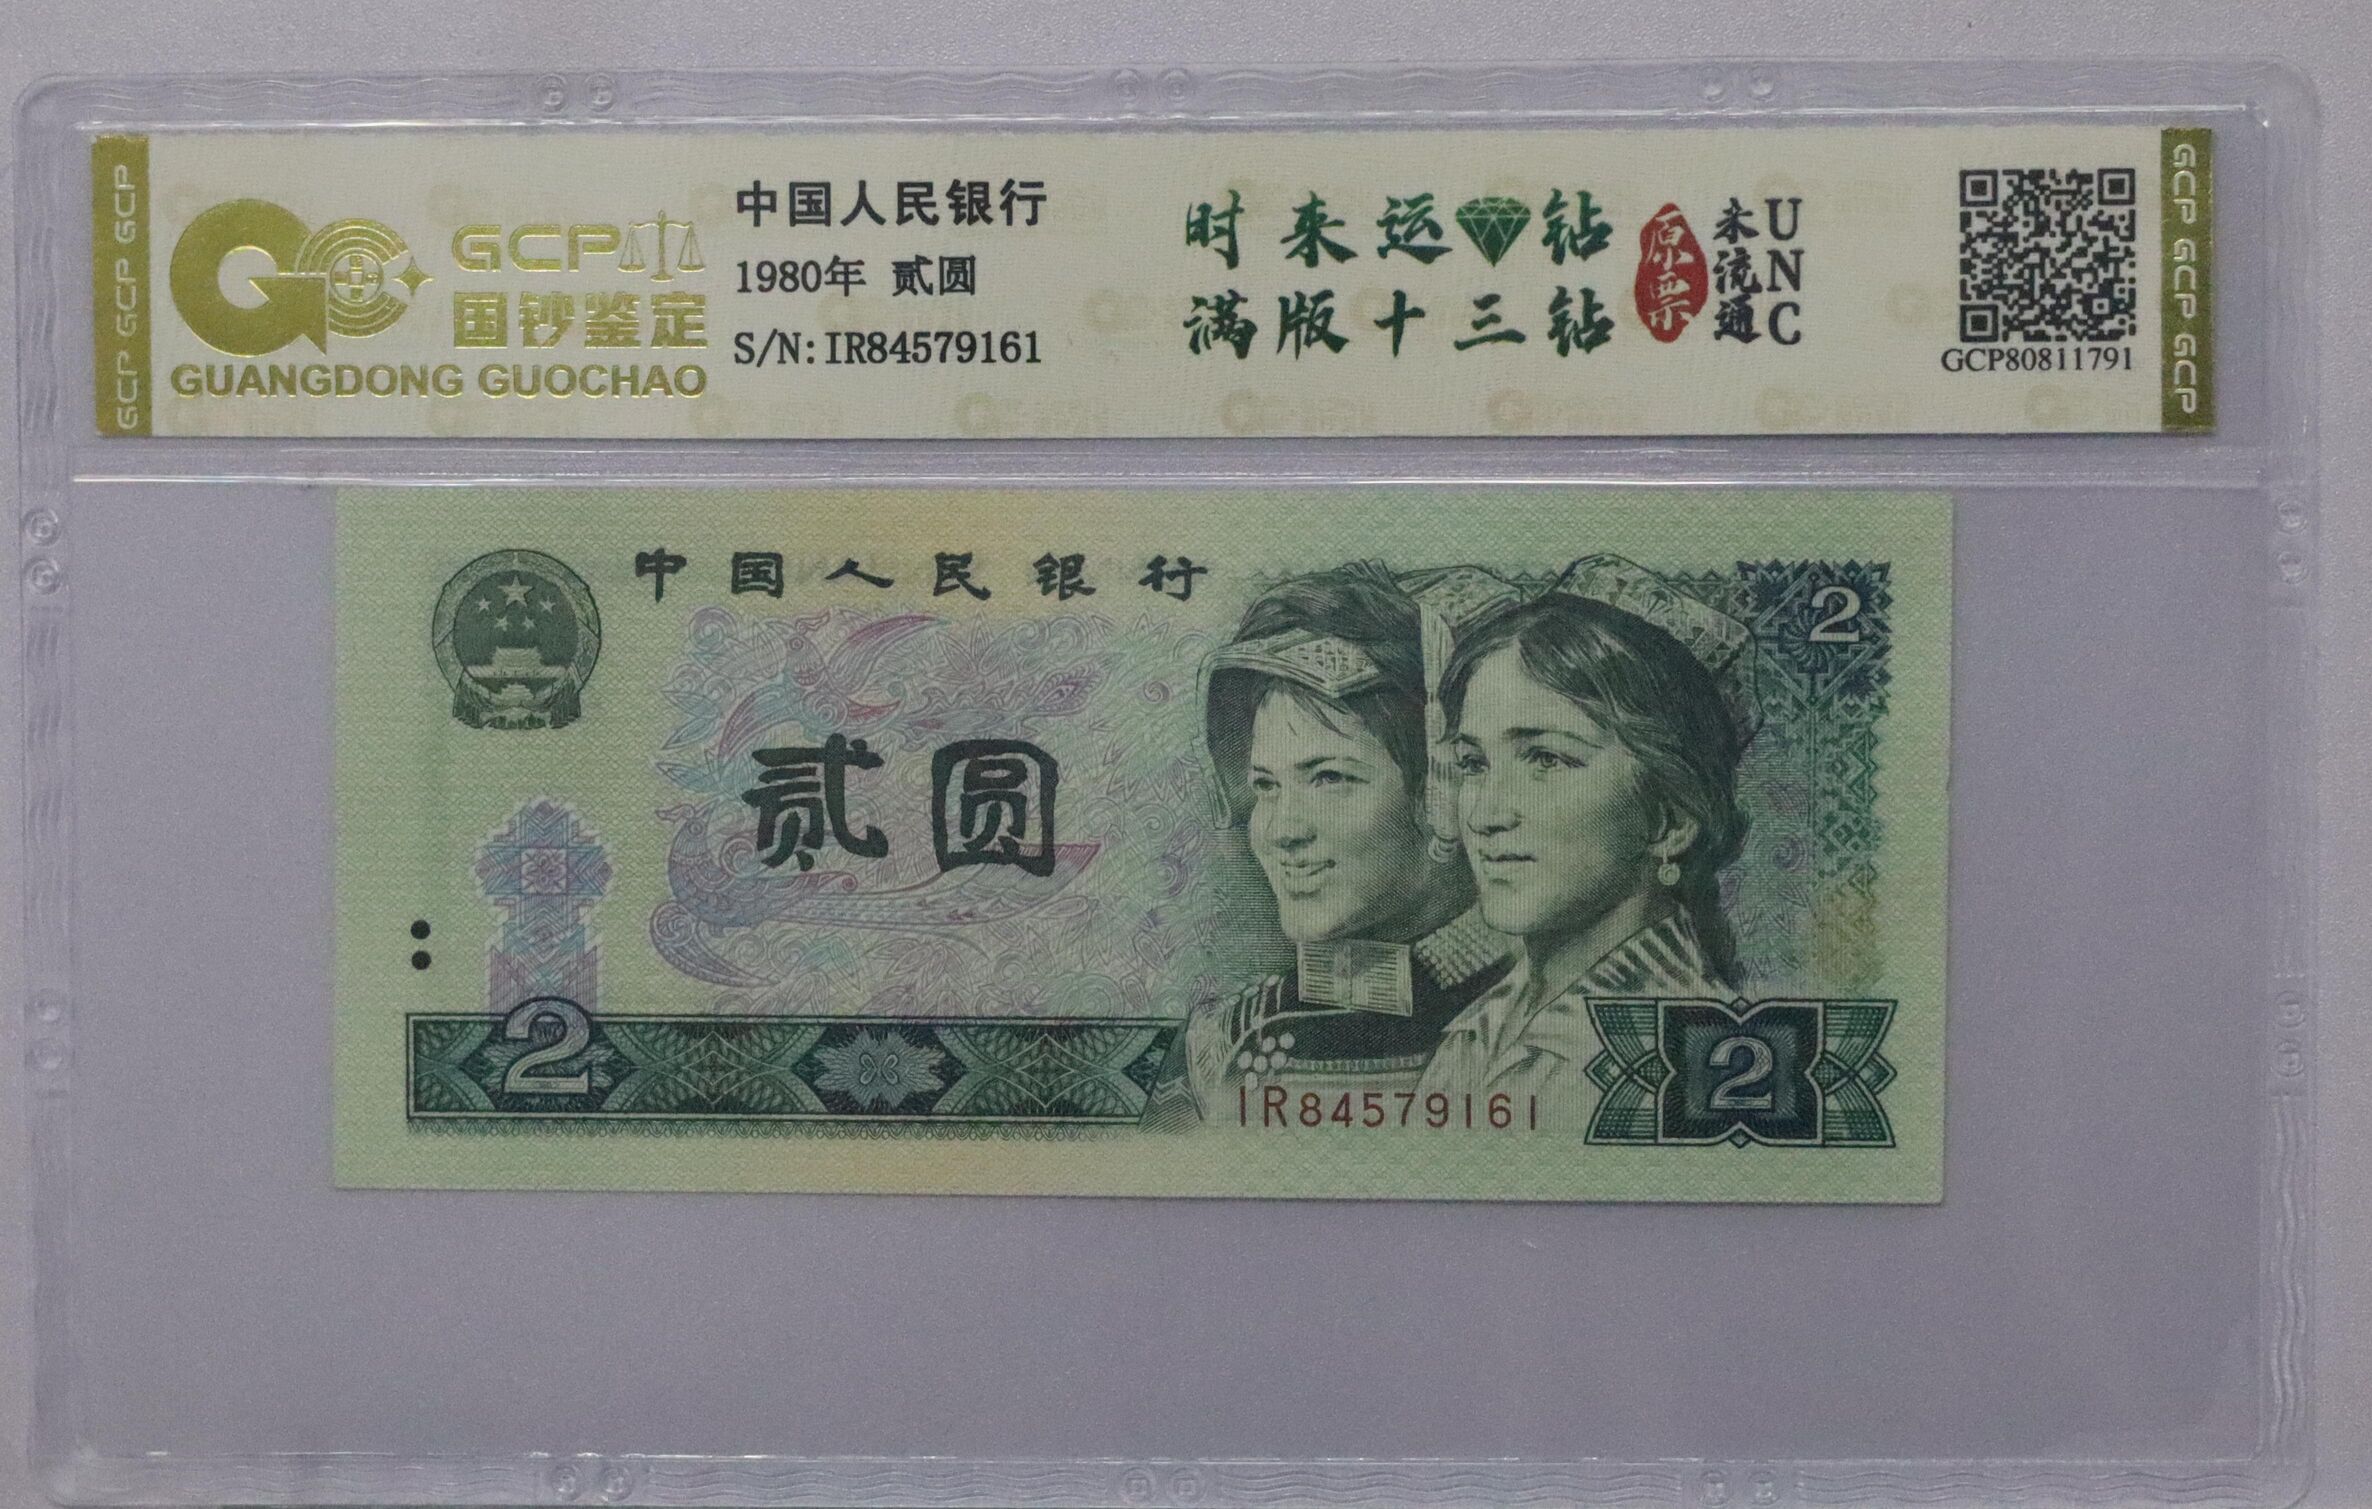 GCP GCP GCP
GCP
国钞鉴定
GUANGDONG GUOCHAO
中国人民银行
1980年 贰圆
S/N:IR84579161
时来运钻
满版十三钻
原票
未流通
UNC
GCP80811791
GCP GCP GCP
中国人民银行
2
贰圆
2
IR84579161
2